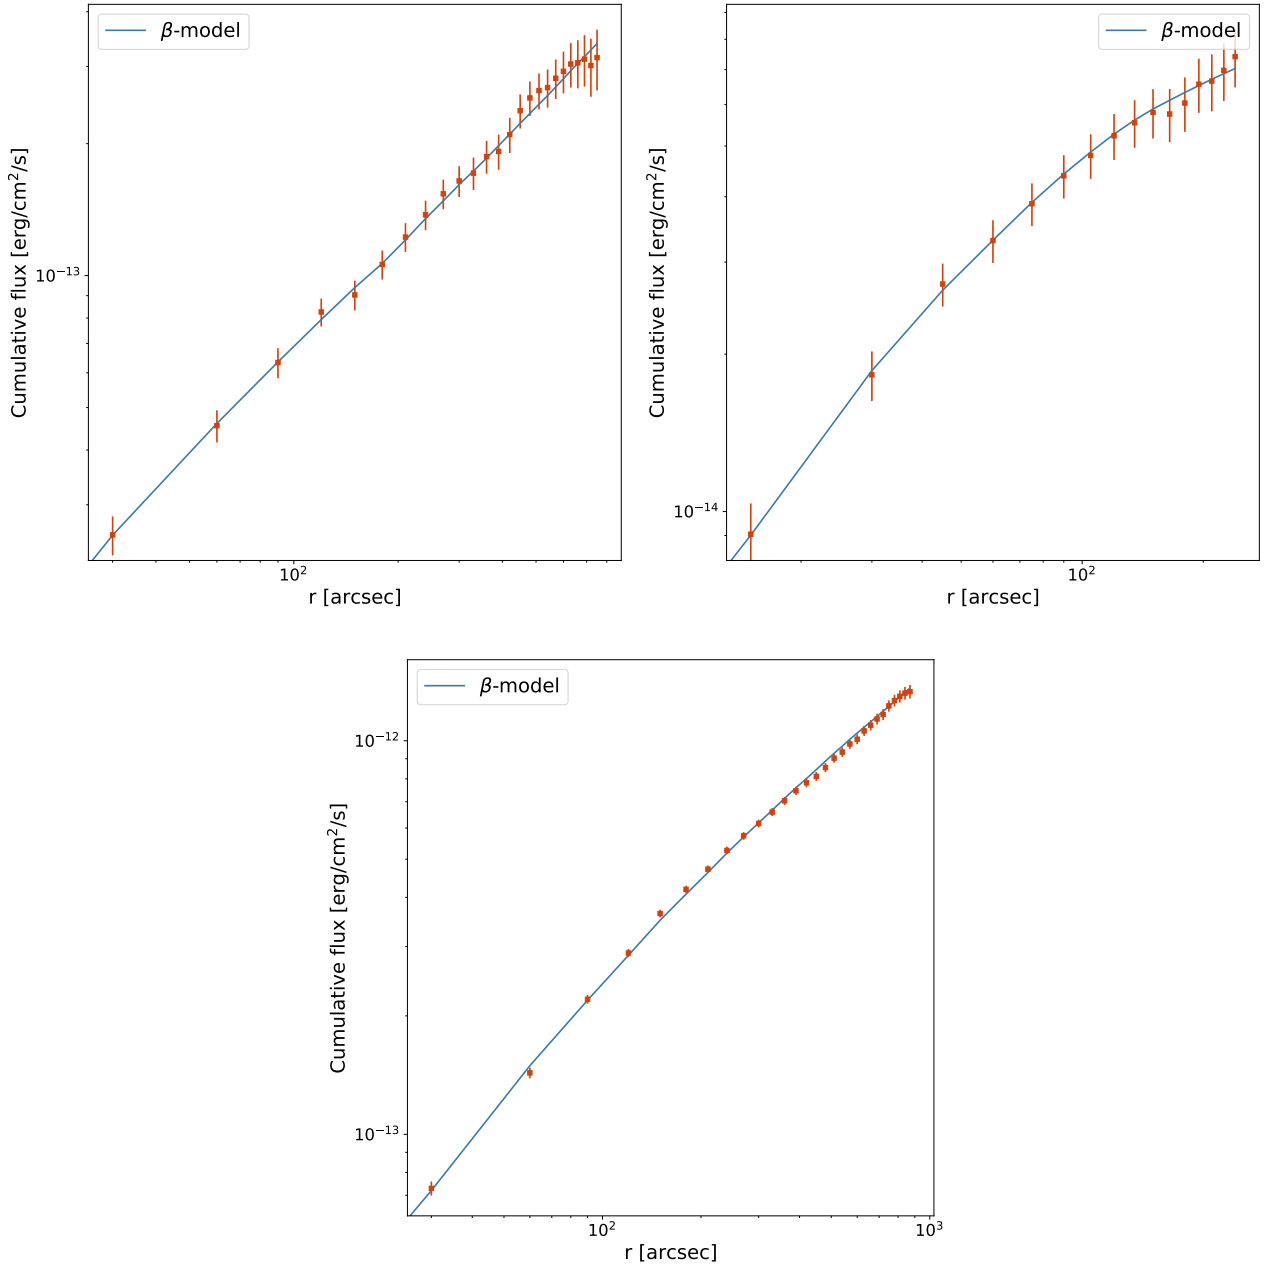 β-model
Cumulative flux [erg/cm²/s]
10⁻¹³
10²
r [arcsec]
β-model
Cumulative flux [erg/cm²/s]
10⁻¹⁴
10²
r [arcsec]
β-model
Cumulative flux [erg/cm²/s]
10⁻¹²
10⁻¹³
10²
10³
r [arcsec]